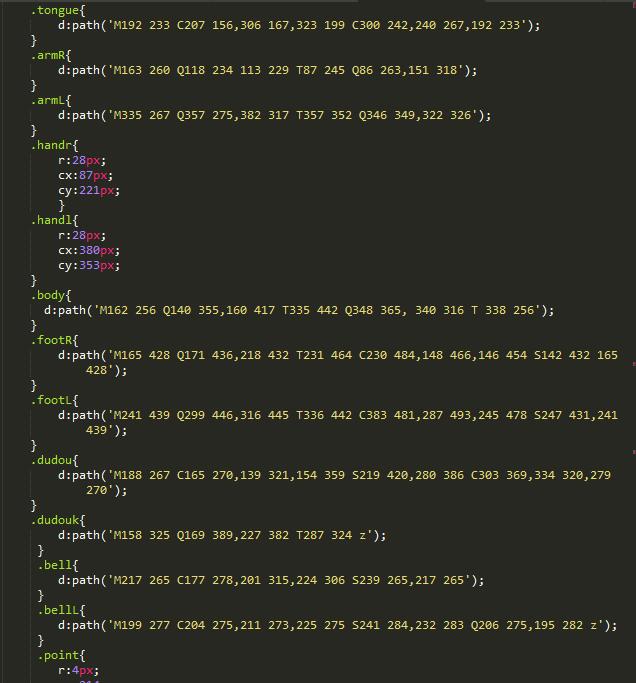 .tongue{
d:path('M192 233 C207 156,306 167,323 199 C300 242,240 267,192 233');
}
.armR{
d:path('M163 260 Q118 234 113 229 T87 245 Q86 263,151 318');
}
.armL{
d:path('M335 267 Q357 275,382 317 T357 352 Q346 349,322 326');
}
.handr{
r:28px;
cx:87px;
cy:221px;
}
.handl{
r:28px;
cx:380px;
cy:353px;
}
.body{
d:path('M162 256 Q140 355,160 417 T335 442 Q348 365, 340 316 T 338 256');
}
.footR{
d:path('M165 428 Q171 436,218 432 T231 464 C230 484,148 466,146 454 S142 432 165
428');
}
.footL{
d:path('M241 439 Q299 446,316 445 T336 442 C383 481,287 493,245 478 S247 431,241
439');
}
.dudou{
d:path('M188 267 C165 270,139 321,154 359 S219 420,280 386 C303 369,334 320,279
270');
}
.dudouk{
d:path('M158 325 Q169 389,227 382 T287 324 z');
}
.bell{
d:path('M217 265 C177 278,201 315,224 306 S239 265,217 265');
}
.bellL{
d:path('M199 277 C204 275,211 273,225 275 S241 284,232 283 Q206 275,195 282 z');
}
.point{
r:4px;